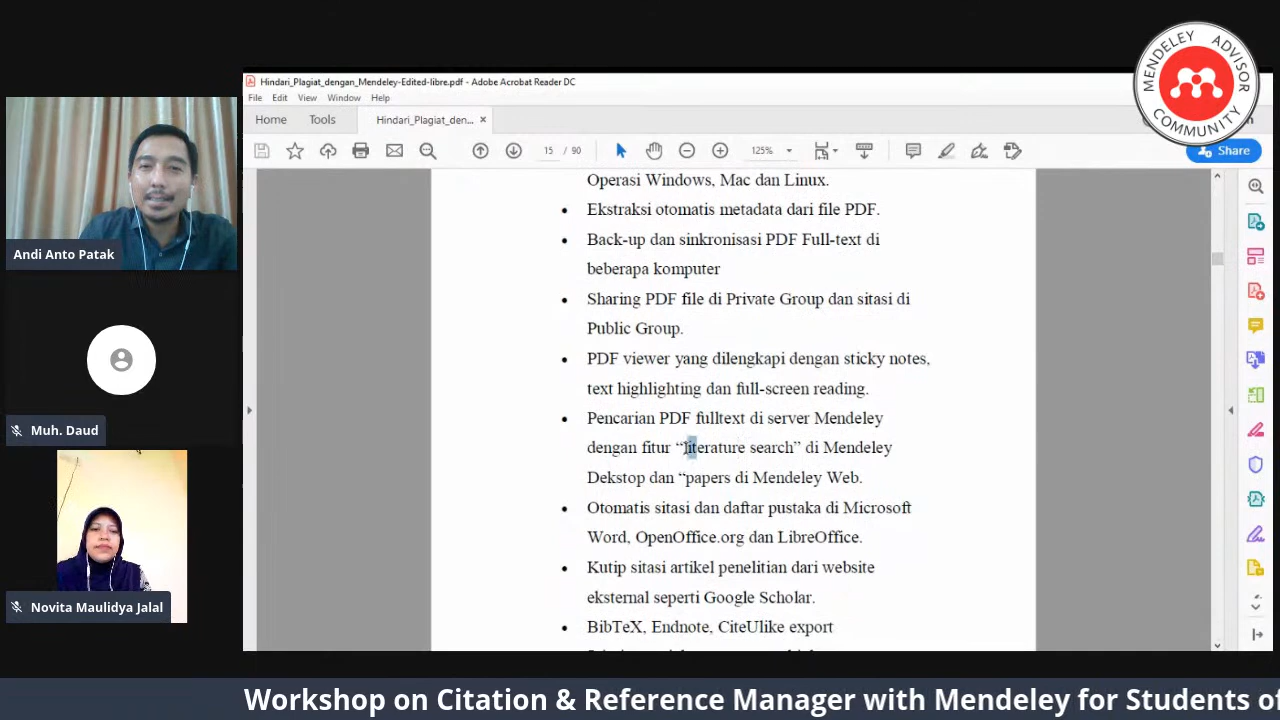 MENDELEY ADVISOR
COMMUNITY
Hindari_Plagiat_dengan_Mendeley-Edited-libre.pdf - Adobe Acrobat Reader DC
File Edit View Window Help
Home Tools Hindari_Plagiat_den... ×
15 / 90 125% Share
Operasi Windows, Mac dan Linux.
• Ekstraksi otomatis metadata dari file PDF.
• Back-up dan sinkronisasi PDF Full-text di
beberapa komputer
• Sharing PDF file di Private Group dan sitasi di
Public Group.
• PDF viewer yang dilengkapi dengan sticky notes,
text highlighting dan full-screen reading.
• Pencarian PDF fulltext di server Mendeley
dengan fitur “literature search” di Mendeley
Dekstop dan “papers di Mendeley Web.
• Otomatis sitasi dan daftar pustaka di Microsoft
Word, OpenOffice.org dan LibreOffice.
• Kutip sitasi artikel penelitian dari website
eksternal seperti Google Scholar.
• BibTeX, Endnote, CiteUlike export
Andi Anto Patak
Muh. Daud
Novita Maulidya Jalal
Workshop on Citation & Reference Manager with Mendeley for Students of